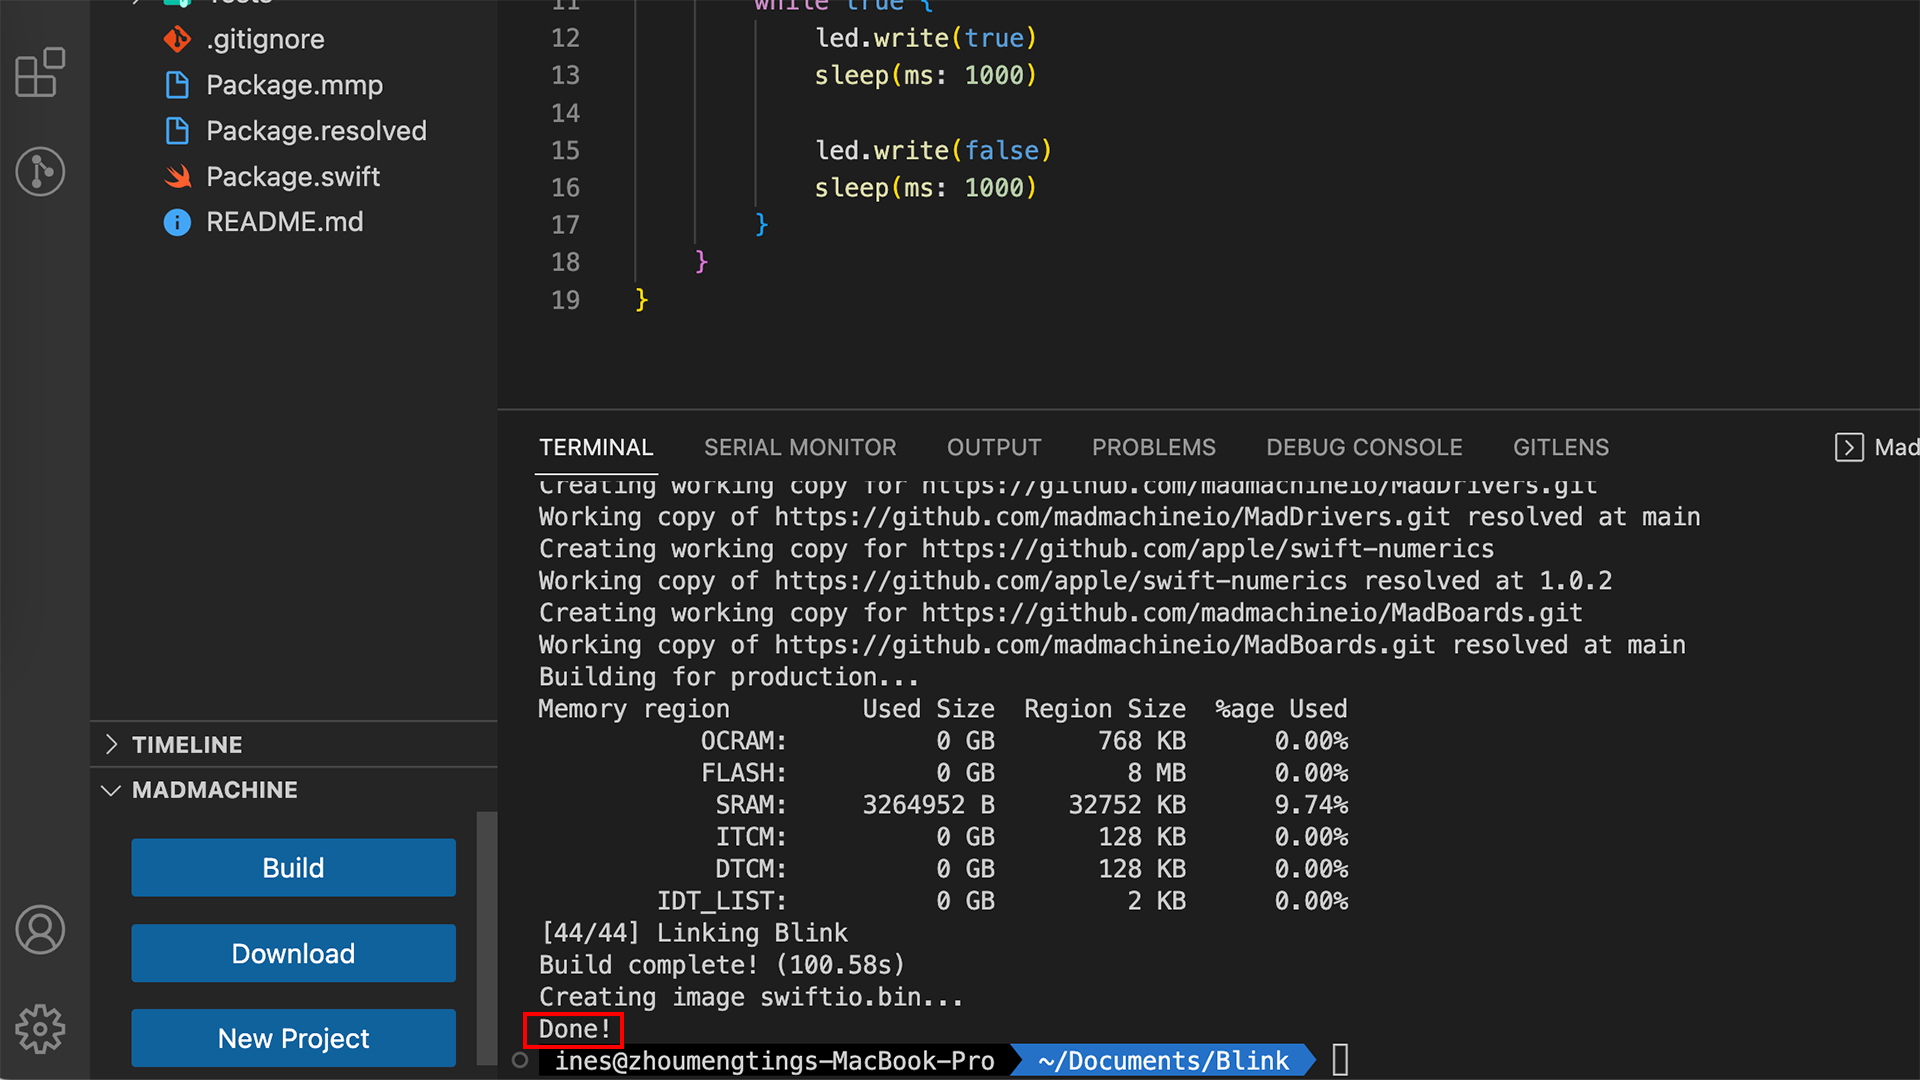 Tests
.gitignore
Package.mmp
Package.resolved
Package.swift
README.md
TIMELINE
MADMACHINE
Build
Download
New Project
11 while true {
12 led.write(true)
13 sleep(ms: 1000)
14
15 led.write(false)
16 sleep(ms: 1000)
17 }
18 }
19 }
TERMINAL SERIAL MONITOR OUTPUT PROBLEMS DEBUG CONSOLE GITLENS Mad
Creating working copy for https://github.com/madmachineio/MadDrivers.git
Working copy of https://github.com/madmachineio/MadDrivers.git resolved at main
Creating working copy for https://github.com/apple/swift-numerics
Working copy of https://github.com/apple/swift-numerics resolved at 1.0.2
Creating working copy for https://github.com/madmachineio/MadBoards.git
Working copy of https://github.com/madmachineio/MadBoards.git resolved at main
Building for production...
Memory region Used Size Region Size %age Used
OCRAM: 0 GB 768 KB 0.00%
FLASH: 0 GB 8 MB 0.00%
SRAM: 3264952 B 32752 KB 9.74%
ITCM: 0 GB 128 KB 0.00%
DTCM: 0 GB 128 KB 0.00%
IDT_LIST: 0 GB 2 KB 0.00%
[44/44] Linking Blink
Build complete! (100.58s)
Creating image swiftio.bin...
Done!
ines@zhoumengtings-MacBook-Pro ~/Documents/Blink